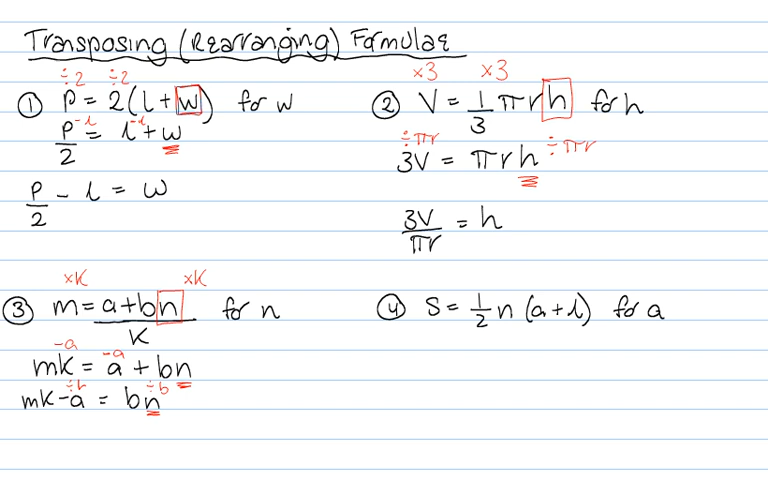 Transposing (Rearranging) Formulae
÷2 ÷2
① P = 2(l + w) for w
-l -l
P/2 = l + w
P/2 - l = w
×3 ×3
② V = 1/3 πrh for h
÷πr ÷πr
3V = πrh
3V/πr = h
×K ×K
③ m = a+bn/K for n
-a -a
mK = a + bn
÷b ÷b
mK-a = bn
④ S = 1/2 n (a+l) for a